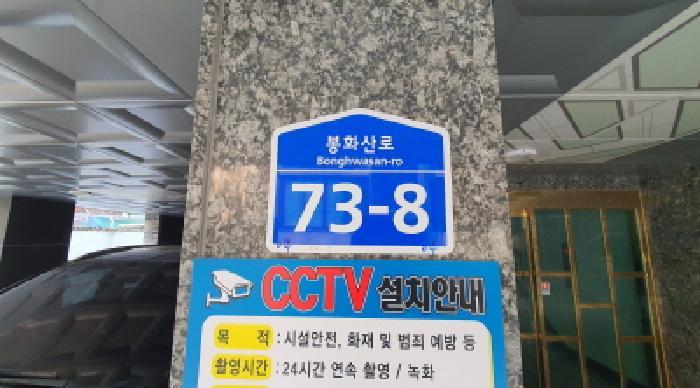 봉화산로
Bonghwasan-ro
73-8
CCTV 설치안내
목 적 : 시설안전, 화재 및 범죄 예방 등
촬영시간 : 24시간 연속 촬영 / 녹화